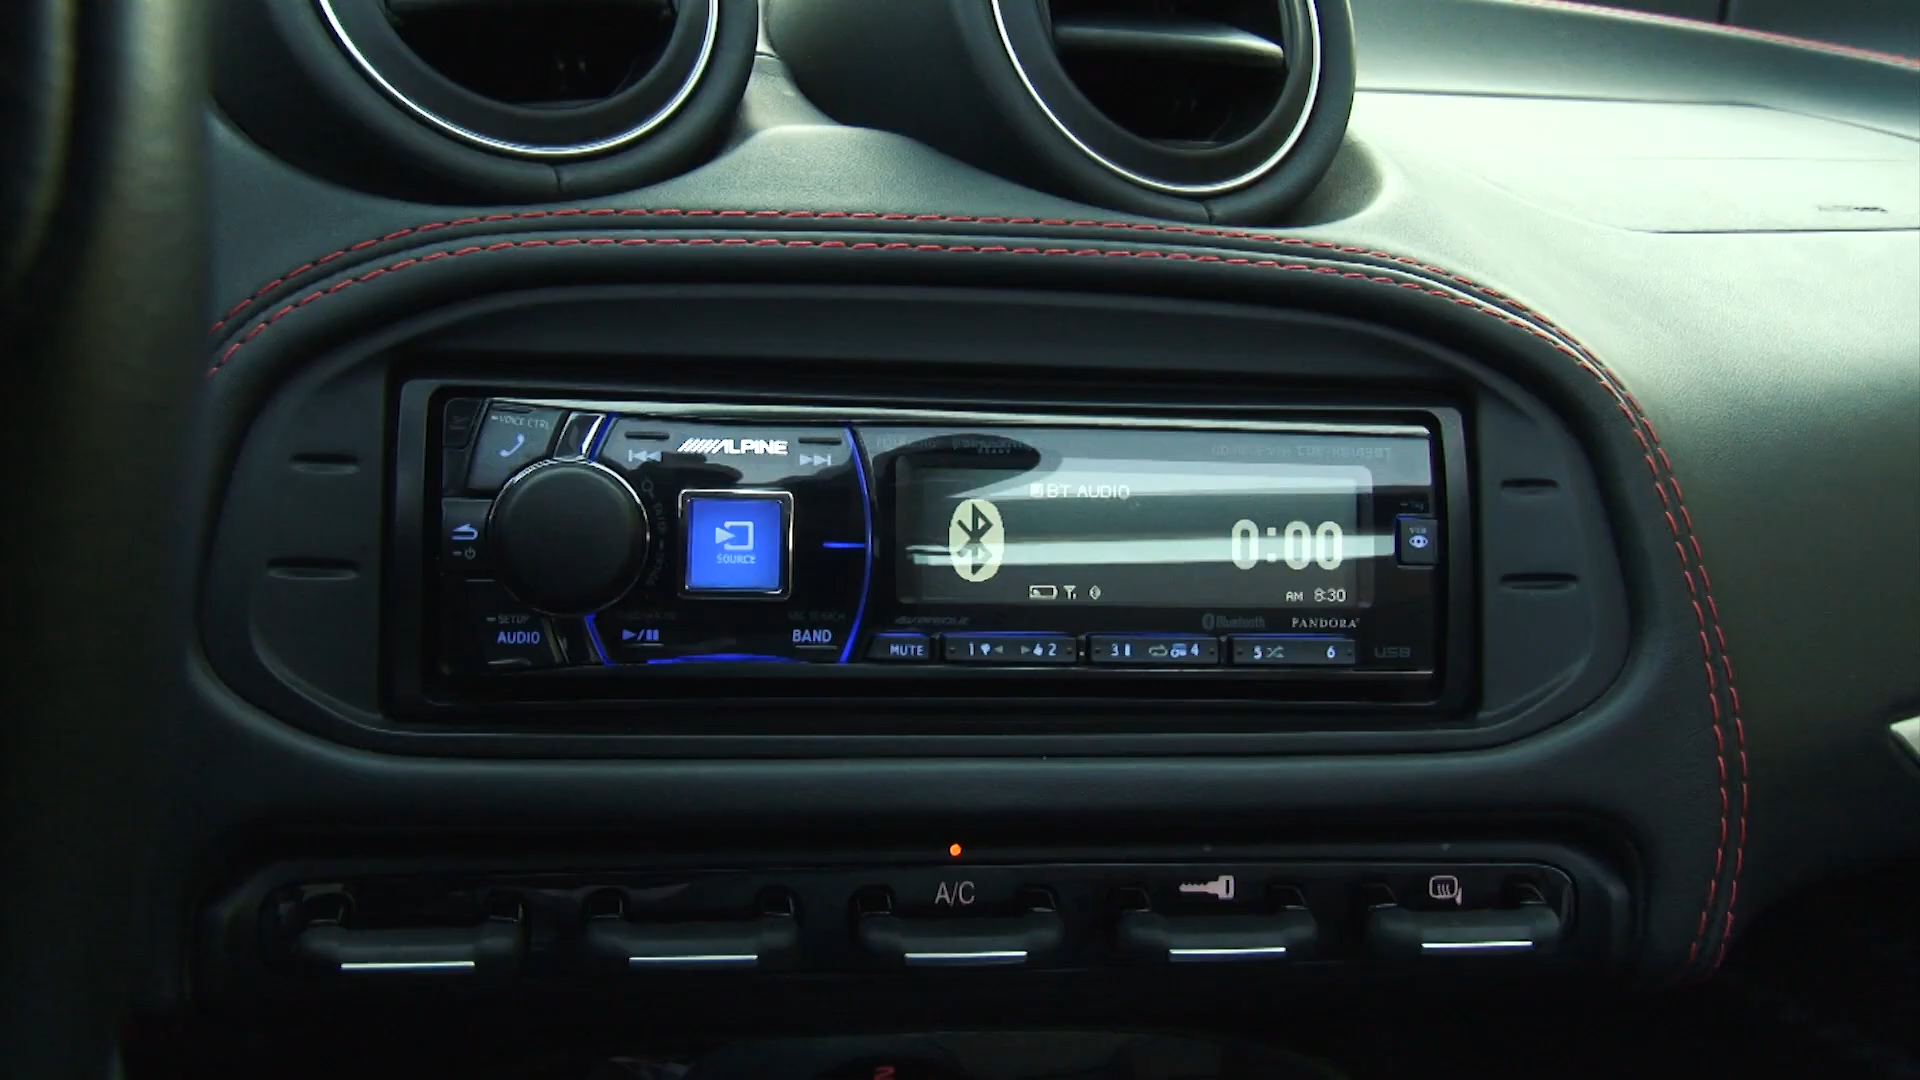 VOICE CTRL
ALPINE
SOURCE
SETUP
AUDIO
BAND
BT AUDIO
0:00
AM 8:30
Bluetooth
PANDORA
MUTE
1 2
3 4
5 6
USB
A/C